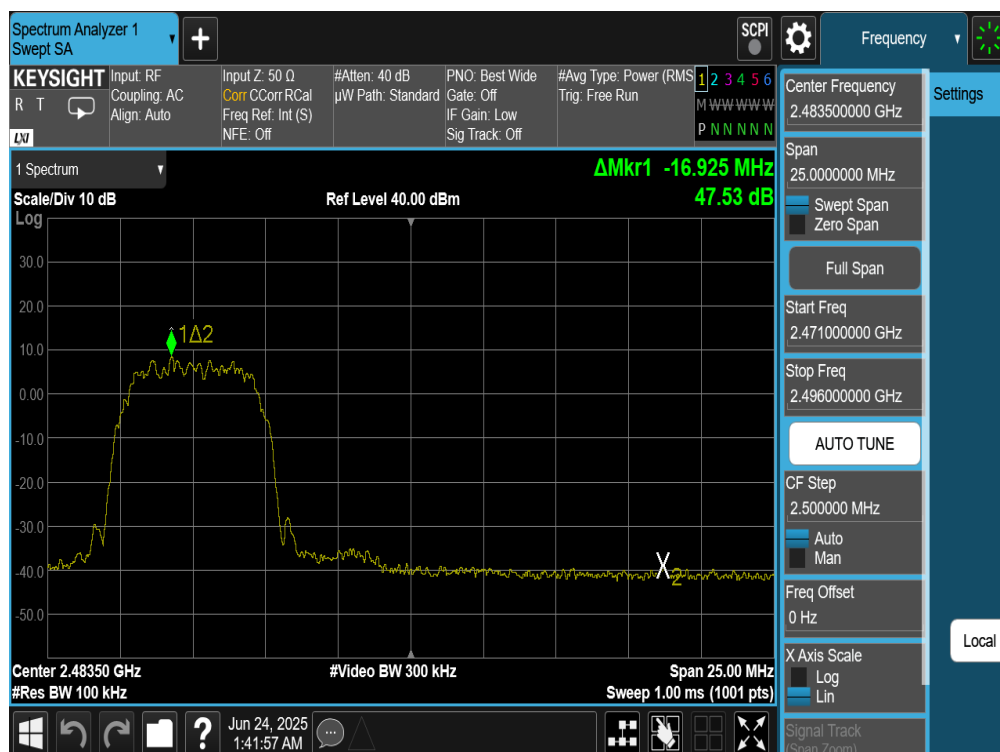 Spectrum Analyzer 1
Swept SA
+
SCPI
Frequency
KEYSIGHT
R T
LXI
Input: RF
Coupling: AC
Align: Auto
Input Z: 50 Ω
Corr CCorr RCal
Freq Ref: Int (S)
NFE: Off
#Atten: 40 dB
µW Path: Standard
PNO: Best Wide
Gate: Off
IF Gain: Low
Sig Track: Off
#Avg Type: Power (RMS
Trig: Free Run
1 2 3 4 5 6
M W W W W W
P N N N N N
1 Spectrum
ΔMkr1 -16.925 MHz
47.53 dB
Scale/Div 10 dB
Ref Level 40.00 dBm
Log
30.0
20.0
10.0
0.00
-10.0
-20.0
-30.0
-40.0
-50.0
1Δ2
X2
Center 2.48350 GHz
#Video BW 300 kHz
Span 25.00 MHz
#Res BW 100 kHz
Sweep 1.00 ms (1001 pts)
Jun 24, 2025
1:41:57 AM
?
Center Frequency
2.483500000 GHz
Span
25.0000000 MHz
Swept Span
Zero Span
Full Span
Start Freq
2.471000000 GHz
Stop Freq
2.496000000 GHz
AUTO TUNE
CF Step
2.500000 MHz
Auto
Man
Freq Offset
0 Hz
X Axis Scale
Log
Lin
Signal Track
(Span Zoom)
Settings
Local